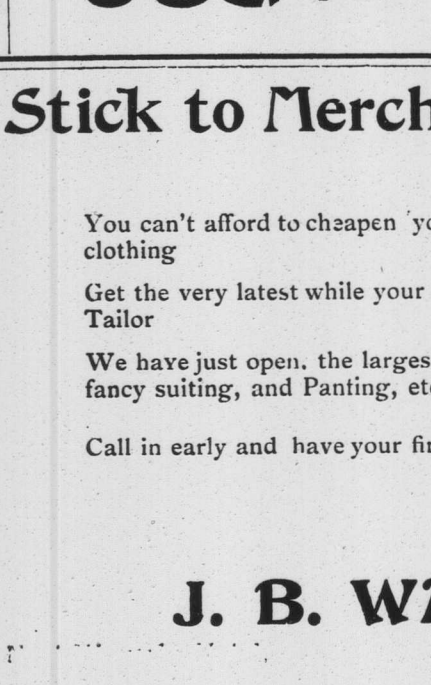 Stick to Merch
You can't afford to cheapen yo
clothing
Get the very latest while your
Tailor
We have just open. the larges
fancy suiting, and Panting, et
Call in early and have your fi
J. B. W